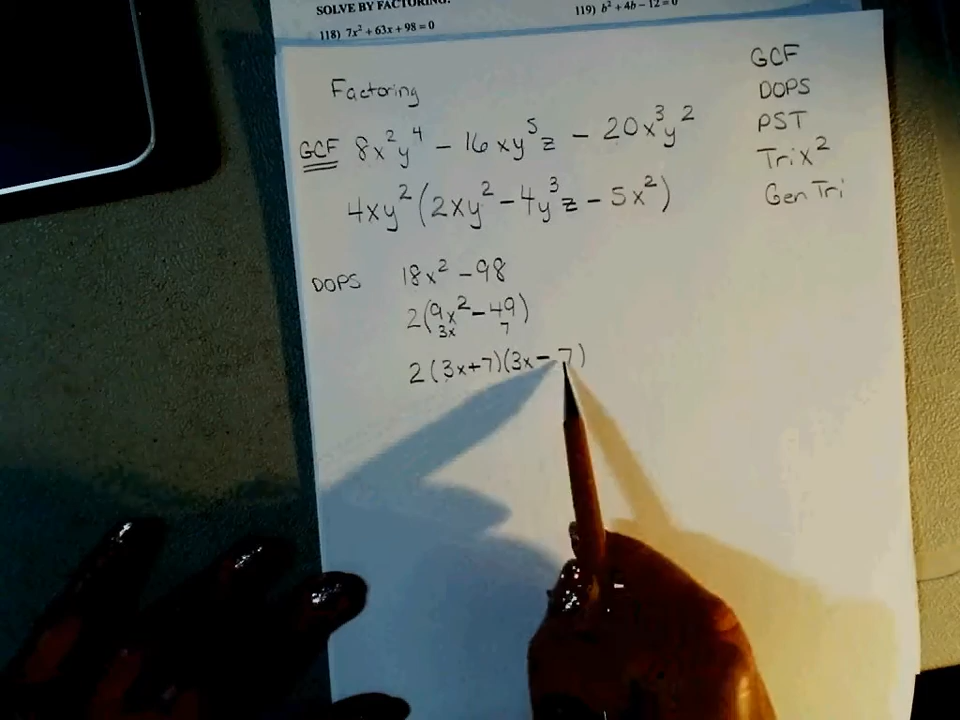 SOLVE BY FACTORING.
118) 7x² + 63x + 98 = 0
119) b² + 4b − 12 = 0
Factoring
GCF 8x²y⁴ − 16xy⁵z − 20x³y²
4xy²(2xy² − 4y³z − 5x²)
DOPS 18x² − 98
2(9x² − 49)
3x 7
2(3x+7)(3x − 7)
GCF
DOPS
PST
Tri x²
Gen Tri